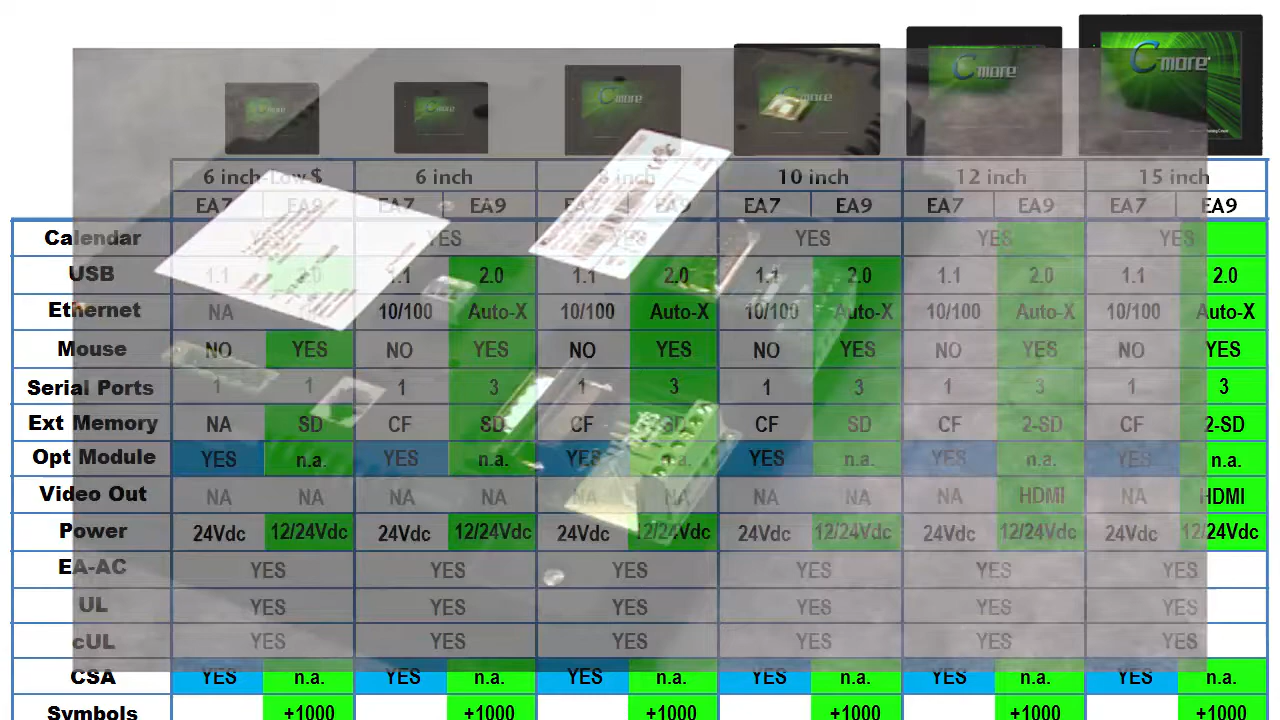 C more C more C more C more C more C more
6 inch-Low $ 6 inch 8 inch 10 inch 12 inch 15 inch
EA7 EA9 EA7 EA9 EA7 EA9 EA7 EA9 EA7 EA9 EA7 EA9
Calendar YES YES YES YES YES YES
USB 1.1 2.0 1.1 2.0 1.1 2.0 1.1 2.0 1.1 2.0 1.1 2.0
Ethernet NA 10/100 Auto-X 10/100 Auto-X 10/100 Auto-X 10/100 Auto-X 10/100 Auto-X
Mouse NO YES NO YES NO YES NO YES NO YES NO YES
Serial Ports 1 1 1 3 1 3 1 3 1 3 1 3
Ext Memory NA SD CF SD CF SD CF SD CF 2-SD CF 2-SD
Opt Module YES n.a. YES n.a. YES n.a. YES n.a. YES n.a. YES n.a.
Video Out NA NA NA NA NA NA NA NA NA HDMI NA HDMI
Power 24Vdc 12/24Vdc 24Vdc 12/24Vdc 24Vdc 12/24Vdc 24Vdc 12/24Vdc 24Vdc 12/24Vdc 24Vdc 12/24Vdc
EA-AC YES YES YES YES YES YES
UL YES YES YES YES YES YES
cUL YES YES YES YES YES YES
CSA YES n.a. YES n.a. YES n.a. YES n.a. YES n.a. YES n.a.
Symbols +1000 +1000 +1000 +1000 +1000 +1000